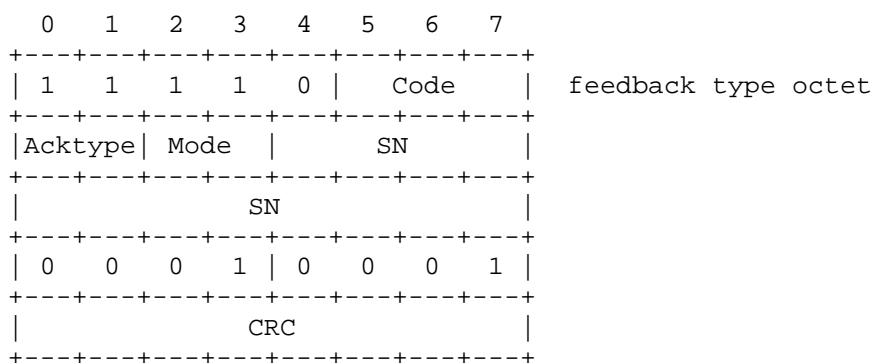 0   1   2   3   4   5   6   7
+---+---+---+---+---+---+---+---+
| 1   1   1   1   0 |   Code    |  feedback type octet
+---+---+---+---+---+---+---+---+
|Acktype| Mode  |      SN       |
+---+---+---+---+---+---+---+---+
|              SN               |
+---+---+---+---+---+---+---+---+
| 0   0   0   1 | 0   0   0   1 |
+---+---+---+---+---+---+---+---+
|              CRC              |
+---+---+---+---+---+---+---+---+